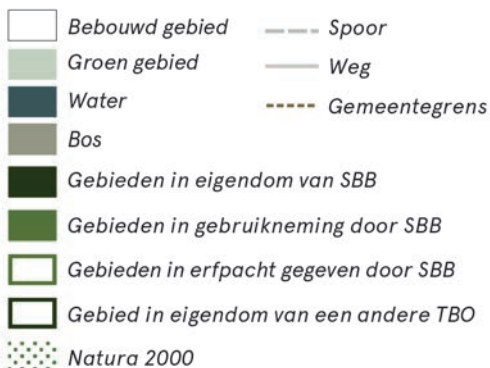 Bebouwd gebied
Groen gebied
Water
Bos
Gebieden in eigendom van SBB
Gebieden in gebruikneming door SBB
Gebieden in erfpacht gegeven door SBB
Gebied in eigendom van een andere TBO
Natura 2000
Spoor
Weg
Gemeentegrens